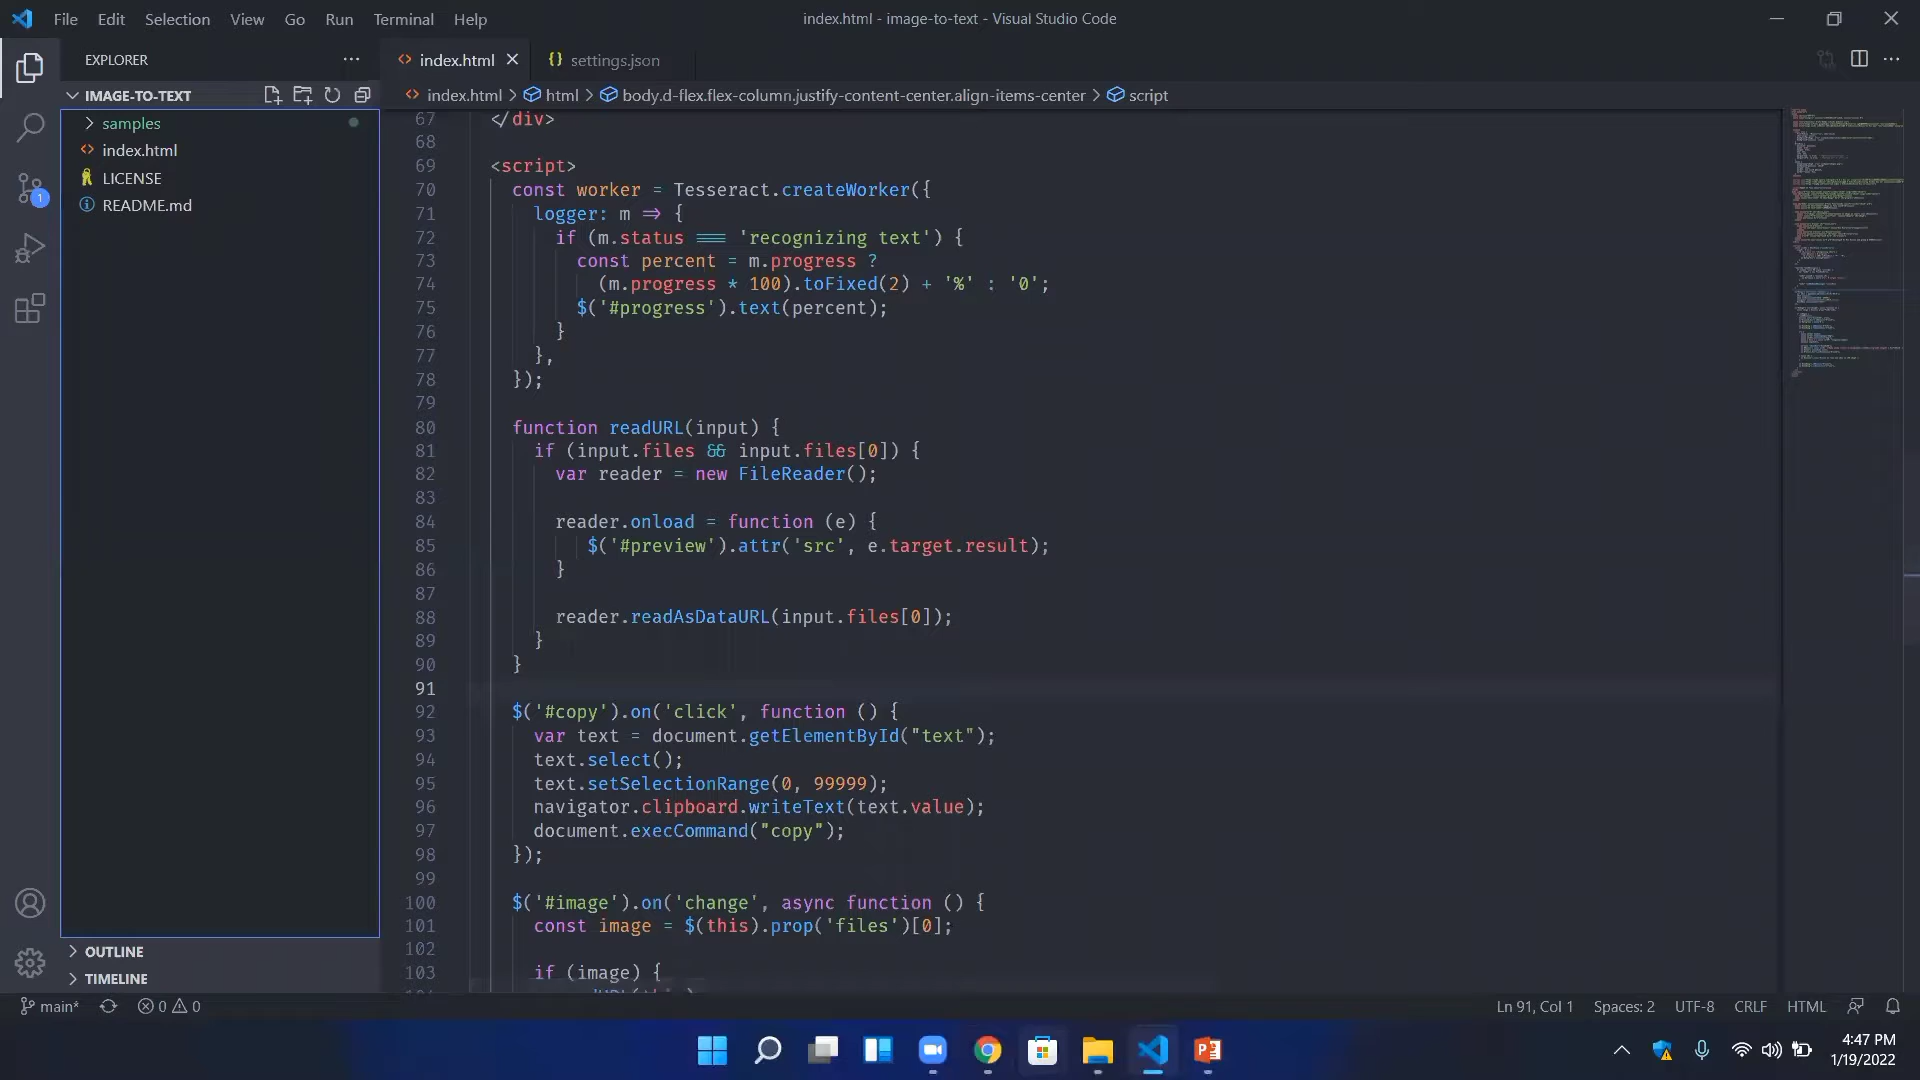 File Edit Selection View Go Run Terminal Help
index.html - image-to-text - Visual Studio Code
EXPLORER
index.html
settings.json
IMAGE-TO-TEXT
index.html > html > body.d-flex.flex-column.justify-content-center.align-items-center > script
samples
index.html
LICENSE
README.md
1
67 </div>
68
69 <script>
70 const worker = Tesseract.createWorker({
71 logger: m => {
72 if (m.status === 'recognizing text') {
73 const percent = m.progress ?
74 (m.progress * 100).toFixed(2) + '%' : '0';
75 $('#progress').text(percent);
76 }
77 },
78 });
79
80 function readURL(input) {
81 if (input.files && input.files[0]) {
82 var reader = new FileReader();
83
84 reader.onload = function (e) {
85 $('#preview').attr('src', e.target.result);
86 }
87
88 reader.readAsDataURL(input.files[0]);
89 }
90 }
91
92 $('#copy').on('click', function () {
93 var text = document.getElementById("text");
94 text.select();
95 text.setSelectionRange(0, 99999);
96 navigator.clipboard.writeText(text.value);
97 document.execCommand("copy");
98 });
99
100 $('#image').on('change', async function () {
101 const image = $(this).prop('files')[0];
102
103 if (image) {
OUTLINE
TIMELINE
main* 0 0
Ln 91, Col 1 Spaces: 2 UTF-8 CRLF HTML
4:47 PM
1/19/2022